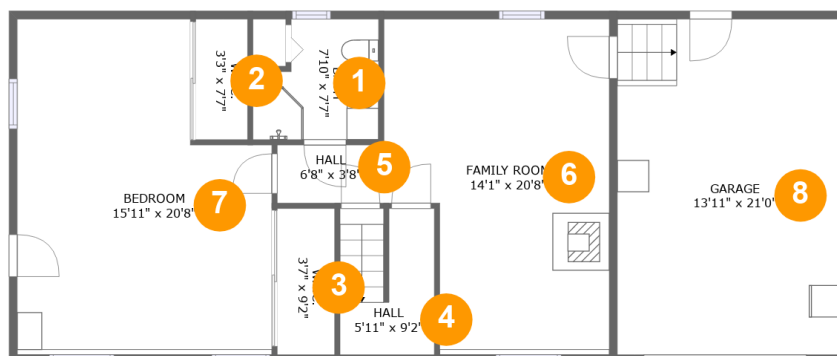 2
3'3" x 7'7"
1
7'10" x 7'7"
HALL
6'8" x 3'8"
5
FAMILY ROOM
14'1" x 20'8"
6
BEDROOM
15'11" x 20'8"
7
GARAGE
13'11" x 21'0"
8
3
3'7" x 9'2"
HALL
5'11" x 9'2"
4